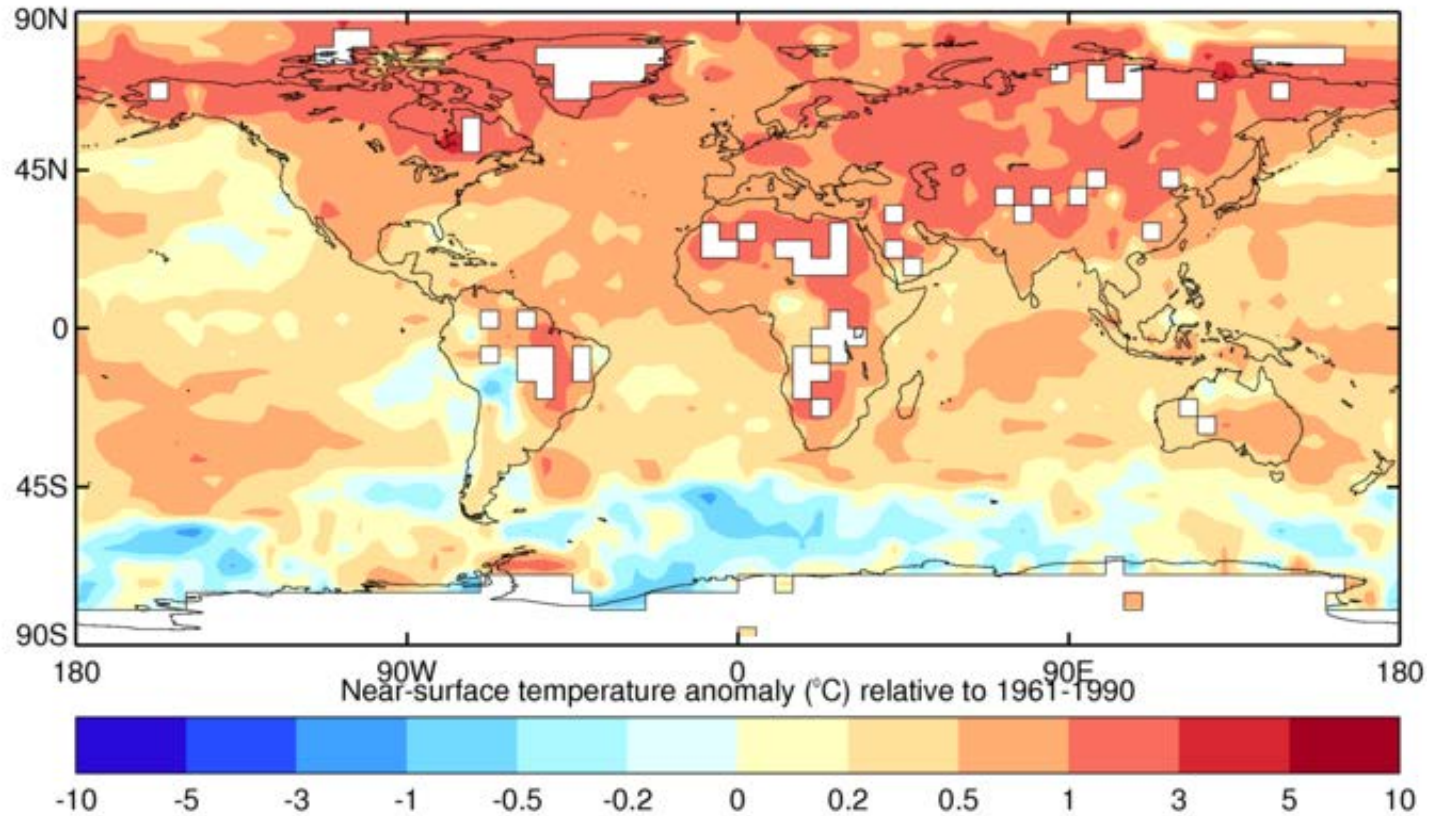 90N
45N
0
45S
90S
180 90W 0 90E 180
Near-surface temperature anomaly (°C) relative to 1961-1990
-10 -5 -3 -1 -0.5 -0.2 0 0.2 0.5 1 3 5 10